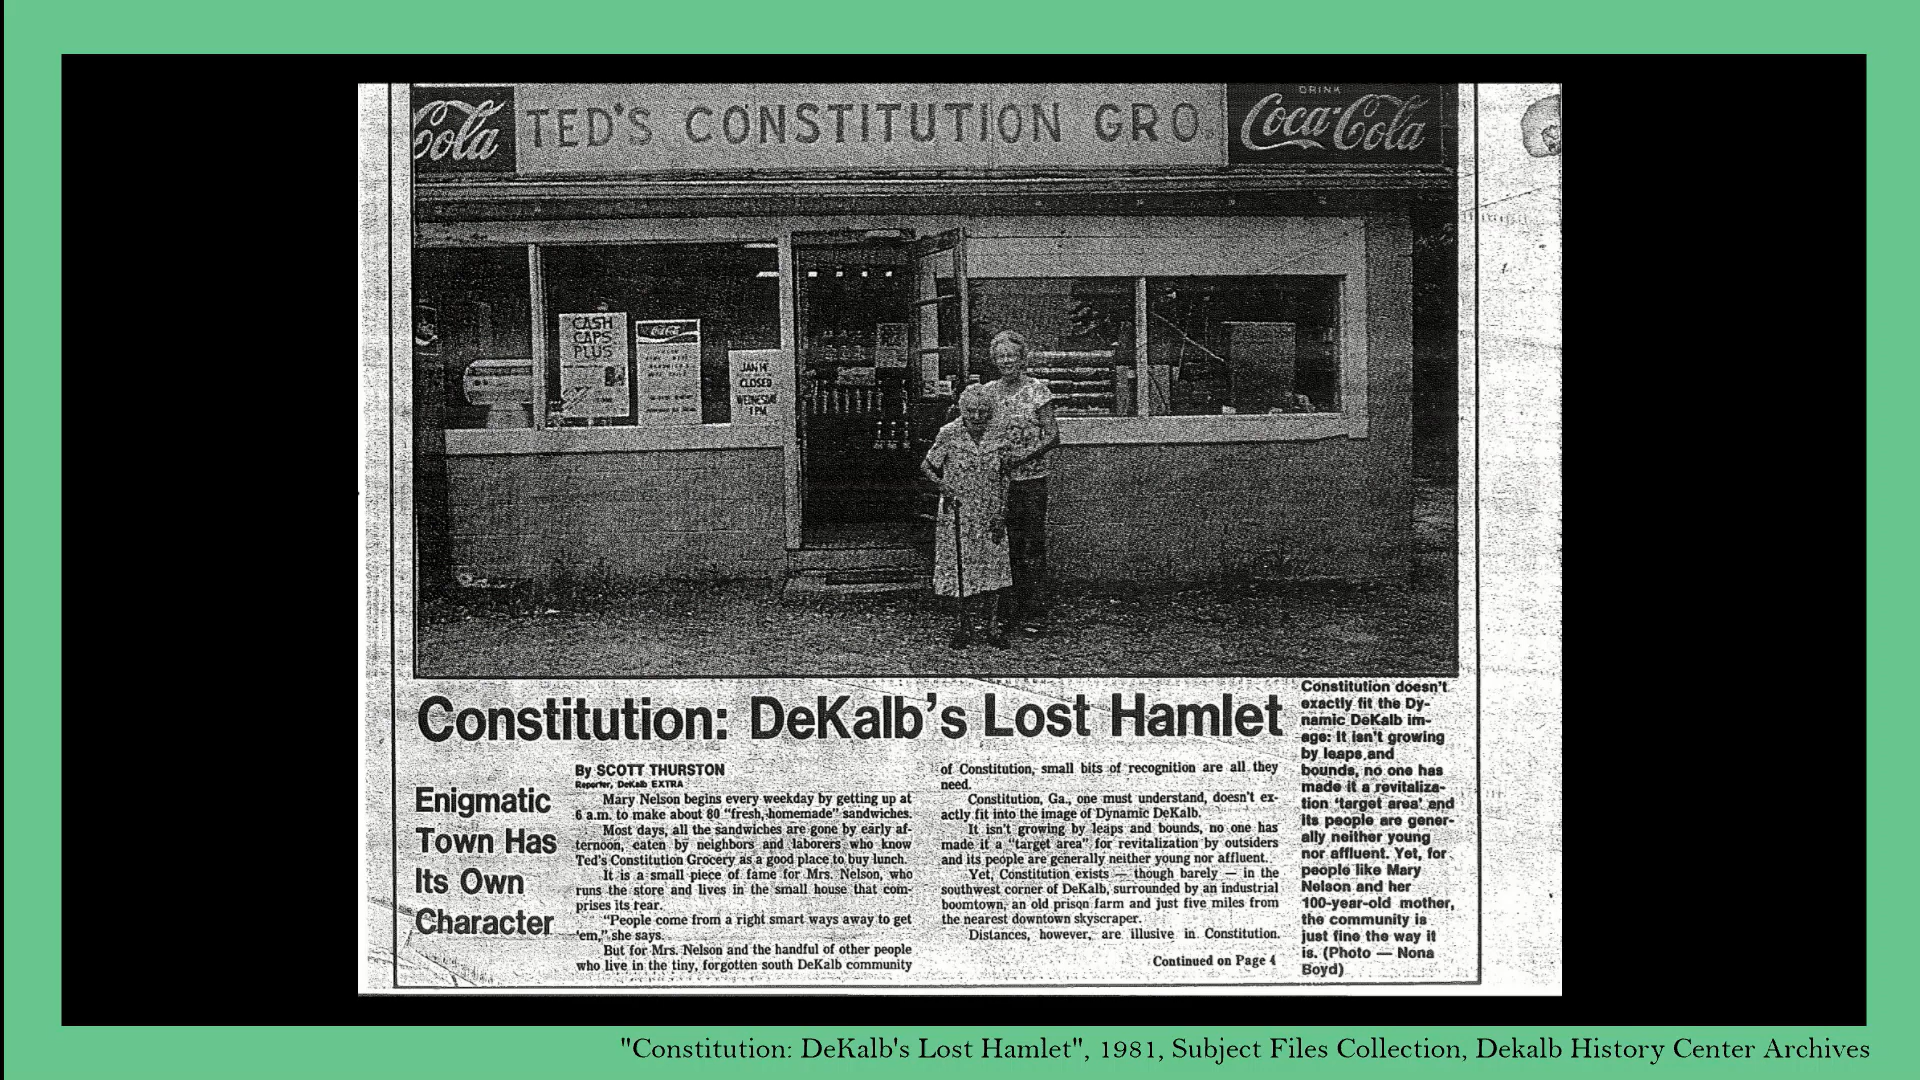 Cola
TED'S CONSTITUTION GRO.
DRINK
Coca-Cola
CASH
CAPS
PLUS
Coca-Cola
JAN 14
CLOSED
WEDNESDAY
1 PM
Constitution: DeKalb's Lost Hamlet
Enigmatic
Town Has
Its Own
Character
By SCOTT THURSTON
Reporter, DeKalb EXTRA
Mary Nelson begins every weekday by getting up at
6 a.m. to make about 80 "fresh, homemade" sandwiches.
Most days, all the sandwiches are gone by early af-
ternoon, eaten by neighbors and laborers who know
Ted's Constitution Grocery as a good place to buy lunch.
It is a small piece of fame for Mrs. Nelson, who
runs the store and lives in the small house that com-
prises its rear.
"People come from a right smart ways away to get
'em," she says.
But for Mrs. Nelson and the handful of other people
who live in the tiny, forgotten south DeKalb community
of Constitution, small bits of recognition are all they
need.
Constitution, Ga., one must understand, doesn't ex-
actly fit into the image of Dynamic DeKalb.
It isn't growing by leaps and bounds, no one has
made it a "target area" for revitalization by outsiders
and its people are generally neither young nor affluent.
Yet, Constitution exists — though barely — in the
southwest corner of DeKalb, surrounded by an industrial
boomtown, an old prison farm and just five miles from
the nearest downtown skyscraper.
Distances, however, are illusive in Constitution.
Continued on Page 4
Constitution doesn't
exactly fit the Dy-
namic DeKalb im-
age: It isn't growing
by leaps and
bounds, no one has
made it a revitaliza-
tion 'target area' and
its people are gener-
ally neither young
nor affluent. Yet, for
people like Mary
Nelson and her
100-year-old mother,
the community is
just fine the way it
is. (Photo — Nona
Boyd)
"Constitution: DeKalb's Lost Hamlet", 1981, Subject Files Collection, Dekalb History Center Archives